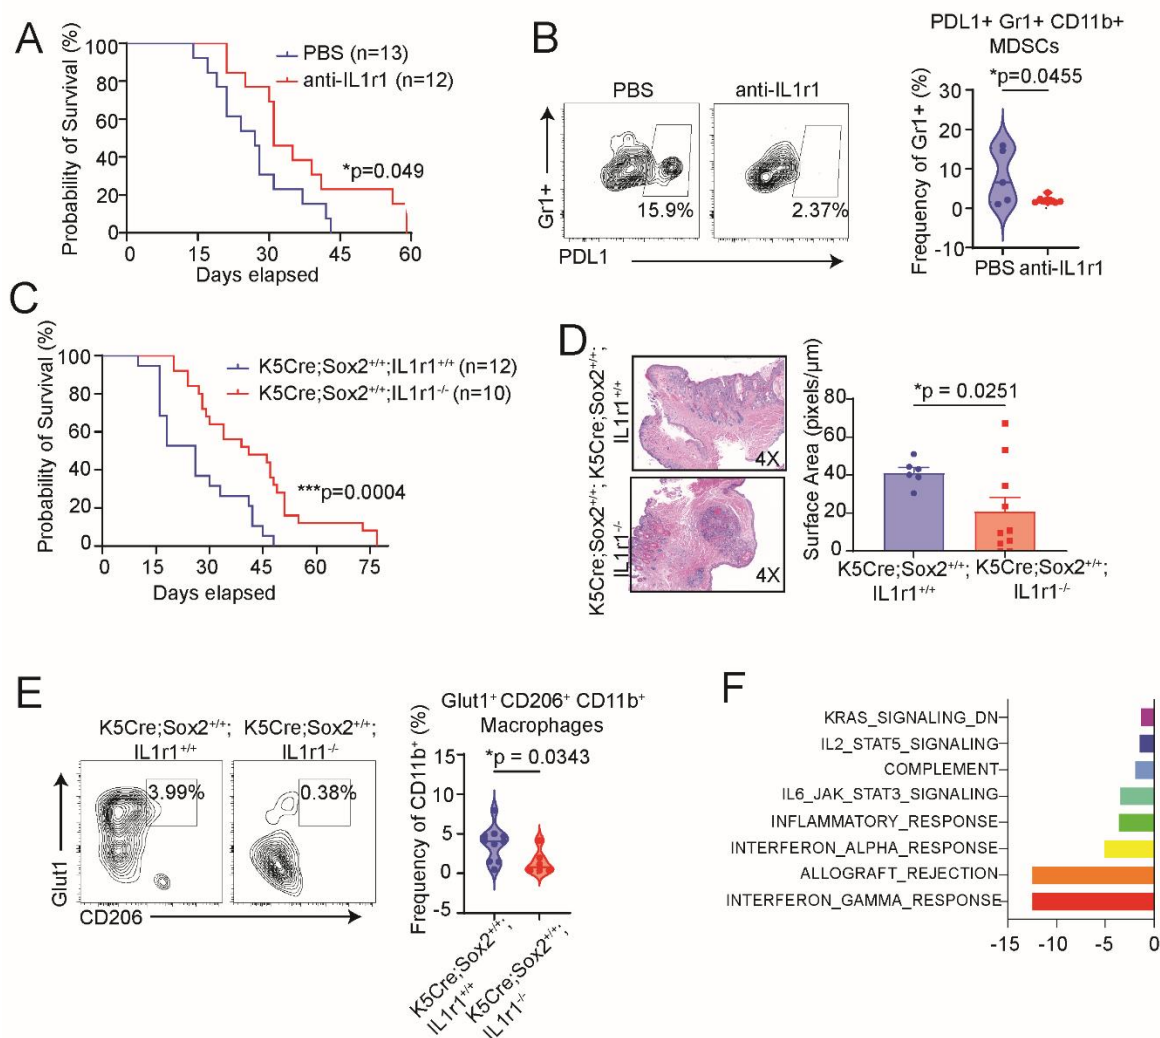 A
Probability of Survival (%)
100
80
60
40
20
0
0 15 30 45 60
Days elapsed
PBS (n=13)
anti-IL1r1 (n=12)
*p=0.049
B
PBS
anti-IL1r1
Gr1+
15.9%
2.37%
PDL1
PDL1+ Gr1+ CD11b+
MDSCs
*p=0.0455
Frequency of Gr1+ (%)
30
20
10
0
-10
PBS anti-IL1r1
C
Probability of Survival (%)
100
80
60
40
20
0
0 15 30 45 60 75
Days elapsed
K5Cre;Sox2+/+;IL1r1+/+ (n=12)
K5Cre;Sox2+/+;IL1r1-/- (n=10)
***p=0.0004
D
K5Cre;Sox2+/+;
IL1r1+/+
4X
K5Cre;Sox2+/+;
IL1r1-/-
4X
*p = 0.0251
Surface Area (pixels/μm)
80
60
40
20
0
K5Cre;Sox2+/+;
IL1r1+/+
K5Cre;Sox2+/+;
IL1r1-/-
E
K5Cre;Sox2+/+;
IL1r1+/+
K5Cre;Sox2+/+;
IL1r1-/-
3.99%
0.38%
Glut1
CD206
Glut1+ CD206+ CD11b+
Macrophages
*p = 0.0343
Frequency of CD11b+ (%)
15
10
5
0
-5
K5Cre;Sox2+/+;
IL1r1+/+
K5Cre;Sox2+/+;
IL1r1-/-
F
KRAS_SIGNALING_DN
IL2_STAT5_SIGNALING
COMPLEMENT
IL6_JAK_STAT3_SIGNALING
INFLAMMATORY_RESPONSE
INTERFERON_ALPHA_RESPONSE
ALLOGRAFT_REJECTION
INTERFERON_GAMMA_RESPONSE
-15 -10 -5 0